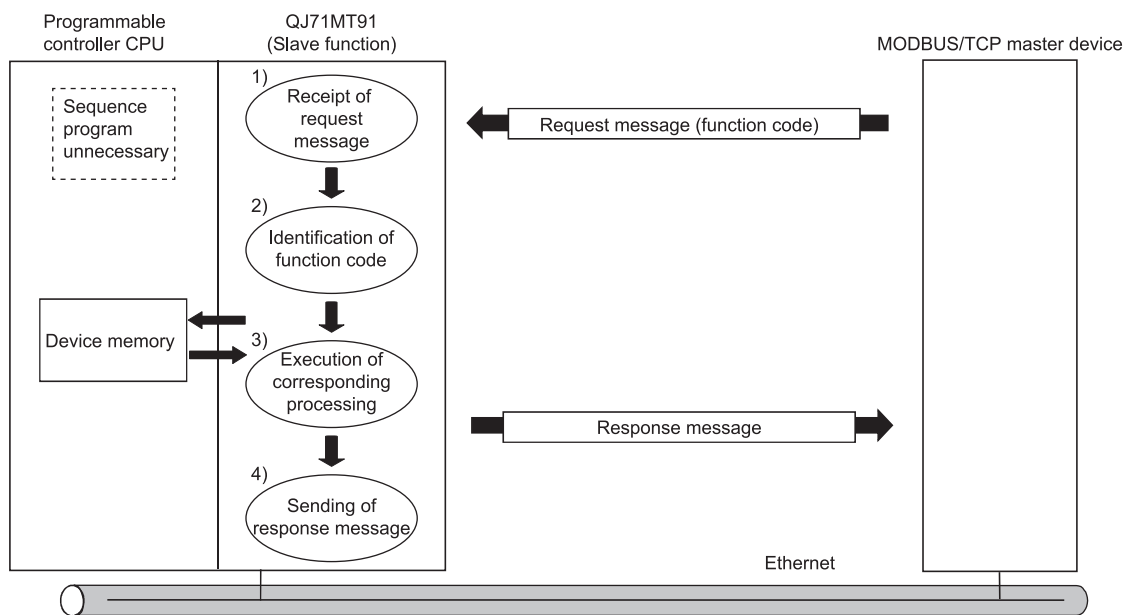 Programmable
controller CPU
QJ71MT91
(Slave function)
MODBUS/TCP master device
Sequence
program
unnecessary
1)
Receipt of
request
message
Request message (function code)
2)
Identification of
function code
Device memory
3)
Execution of
corresponding
processing
Response message
4)
Sending of
response message
Ethernet